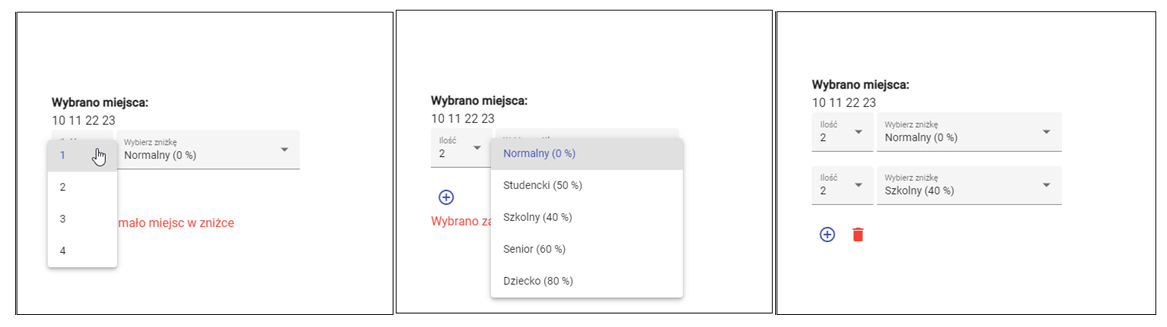 Wybrano miejsca:
10 11 22 23
Wybierz zniżkę
1
Normalny (0 %)
2
3
mało miejsc w zniżce
4
Wybrano miejsca:
10 11 22 23
Ilość
2
Normalny (0 %)
Studencki (50 %)
Szkolny (40 %)
Wybrano
Senior (60 %)
Dziecko (80 %)
Wybrano miejsca:
10 11 22 23
Ilość
2
Wybierz zniżkę
Normalny (0 %)
Ilość
2
Wybierz zniżkę
Szkolny (40 %)